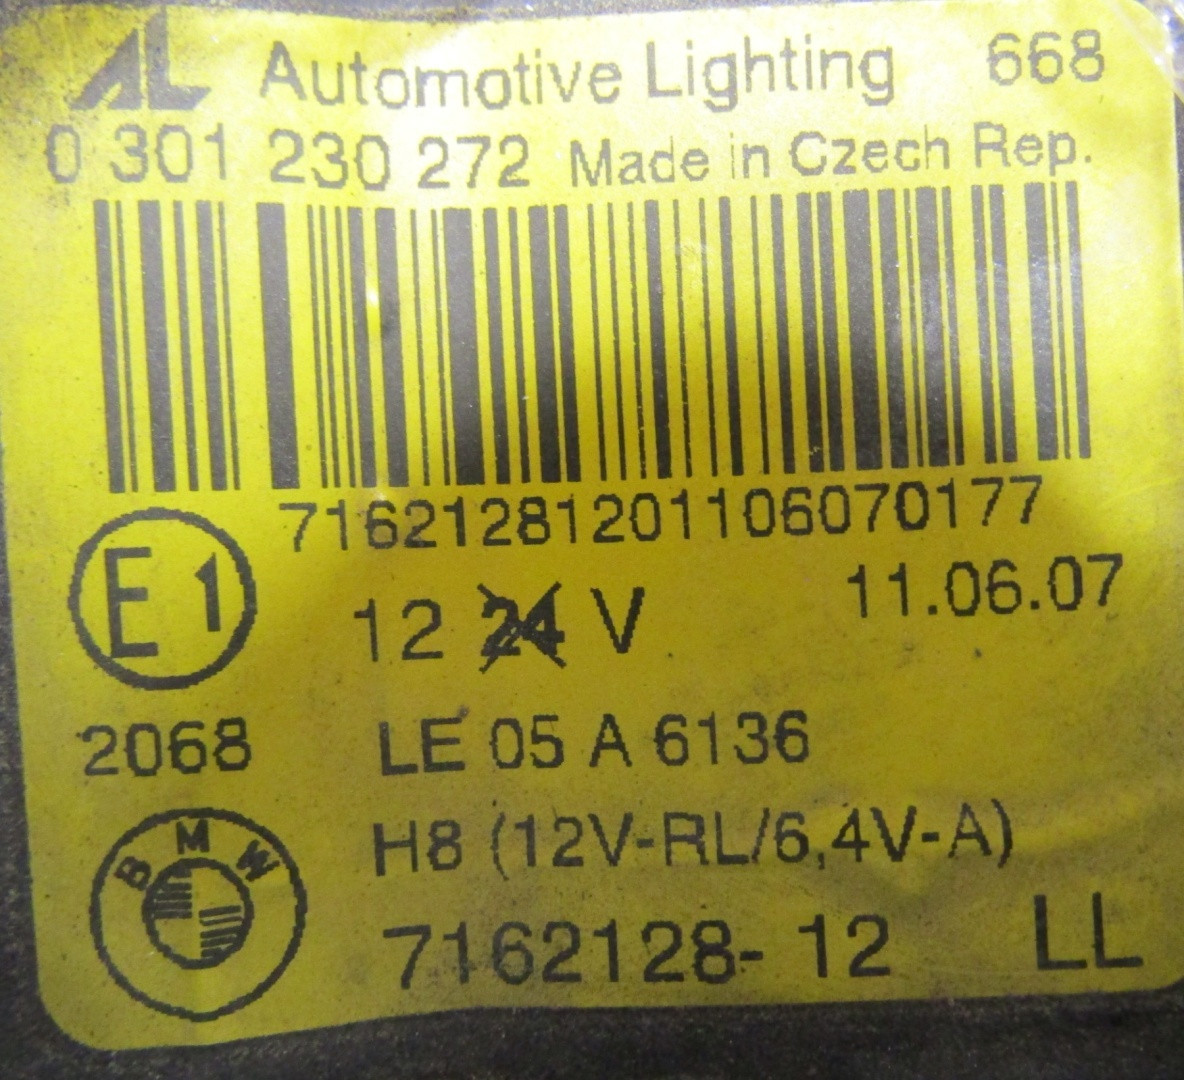 AL Automotive Lighting 668
0 301 230 272 Made in Czech Rep.
71621281201106070177
E1
12 24 V 11.06.07
2068 LE 05 A 6136
H8 (12V-RL/6,4V-A)
BMW
7162128-12 LL